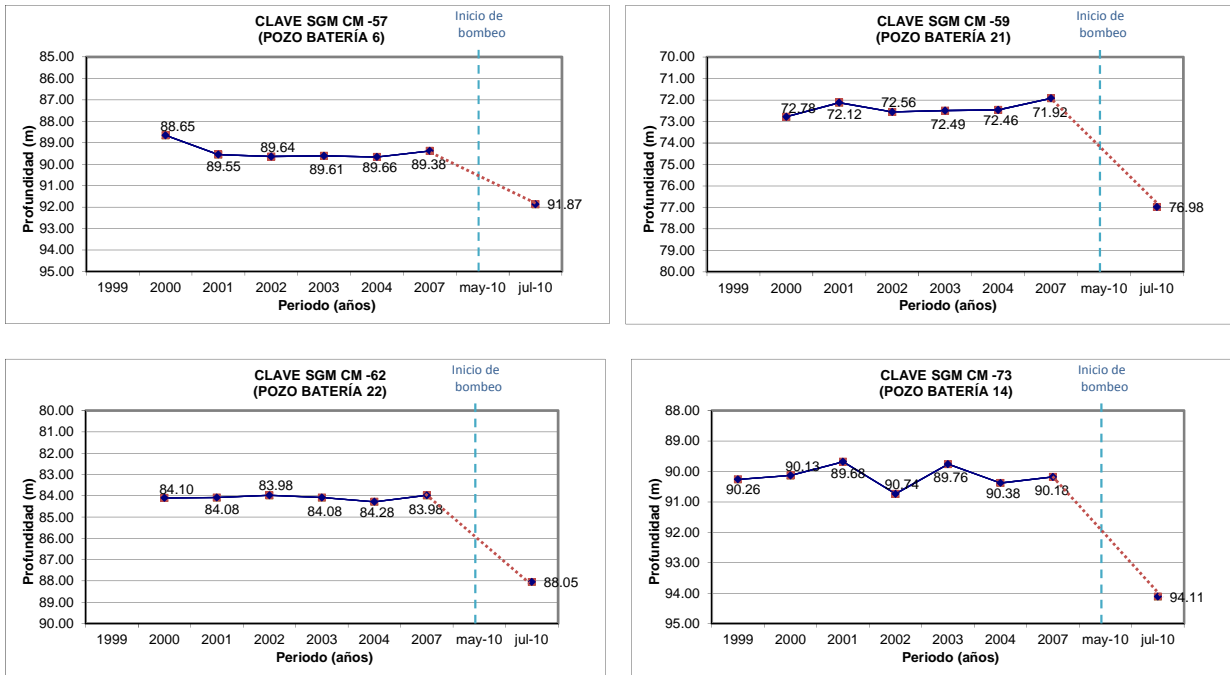 CLAVE SGM CM -57
(POZO BATERÍA 6)
Inicio de
bombeo
85.00
86.00
87.00
88.00
89.00
90.00
91.00
92.00
93.00
94.00
95.00
Profundidad (m)
88.65
89.55
89.64
89.61
89.66
89.38
91.87
1999 2000 2001 2002 2003 2004 2007 may-10 jul-10
Periodo (años)
CLAVE SGM CM -59
(POZO BATERÍA 21)
Inicio de
bombeo
70.00
71.00
72.00
73.00
74.00
75.00
76.00
77.00
78.00
79.00
80.00
Profundidad (m)
72.78
72.12
72.56
72.49
72.46
71.92
76.98
1999 2000 2001 2002 2003 2004 2007 may-10 jul-10
Periodo (años)
CLAVE SGM CM -62
(POZO BATERÍA 22)
Inicio de
bombeo
80.00
81.00
82.00
83.00
84.00
85.00
86.00
87.00
88.00
89.00
90.00
Profundidad (m)
84.10
84.08
83.98
84.08
84.28
83.98
88.05
1999 2000 2001 2002 2003 2004 2007 may-10 jul-10
Periodo (años)
CLAVE SGM CM -73
(POZO BATERÍA 14)
Inicio de
bombeo
88.00
89.00
90.00
91.00
92.00
93.00
94.00
95.00
Profundidad (m)
90.26
90.13
89.68
90.74
89.76
90.38
90.18
94.11
1999 2000 2001 2002 2003 2004 2007 may-10 jul-10
Periodo (años)